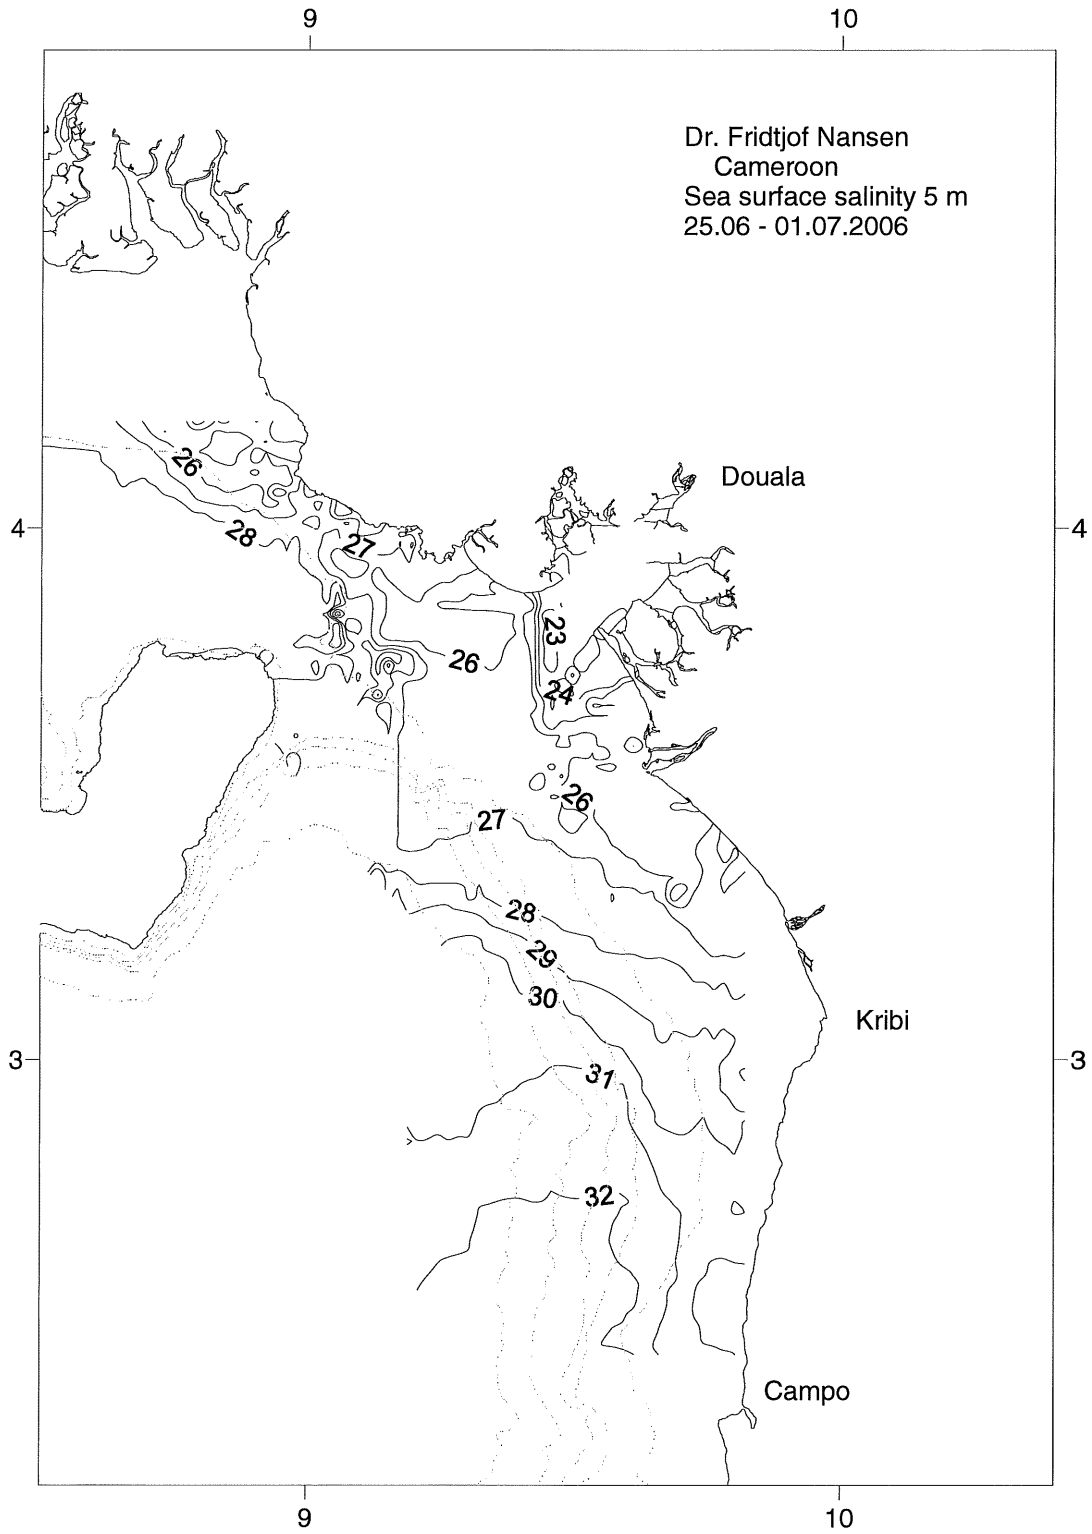 9 10
Dr. Fridtjof Nansen
Cameroon
Sea surface salinity 5 m
25.06 - 01.07.2006
26
Douala
4 28 27 4
23
26
24
26
27
28
29
30
Kribi
3 31 3
32
Campo
9 10